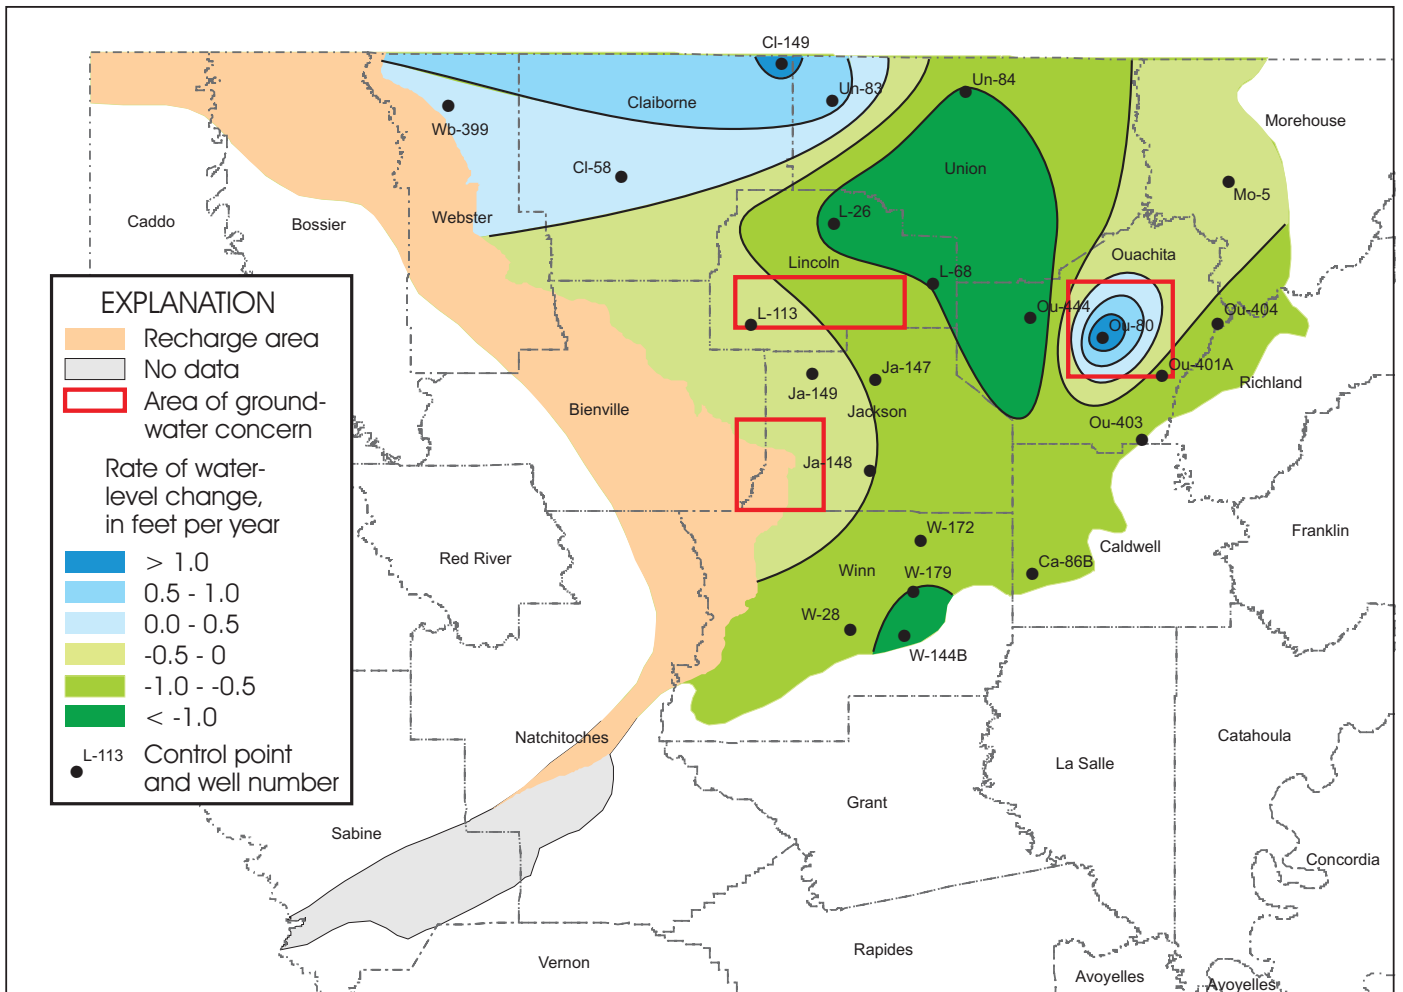 Cl-149
Un-83
Un-84
Claiborne
Wb-399
Morehouse
Cl-58
Union
Mo-5
Caddo
Bossier
Webster
L-26
Ouachita
Lincoln
L-68
L-113
Ou-444
Ou-80
Ou-404
Ou-401A
Richland
Ja-147
Ja-149
Jackson
Bienville
Ou-403
Ja-148
Franklin
W-172
Caldwell
Red River
Winn
W-179
Ca-86B
W-28
W-144B
Natchitoches
Catahoula
La Salle
Grant
Sabine
Concordia
Rapides
Vernon
Avoyelles
Avoyelles
EXPLANATION
Recharge area
No data
Area of ground-
water concern
Rate of water-
level change,
in feet per year
> 1.0
0.5 - 1.0
0.0 - 0.5
-0.5 - 0
-1.0 - -0.5
< -1.0
L-113
Control point
and well number